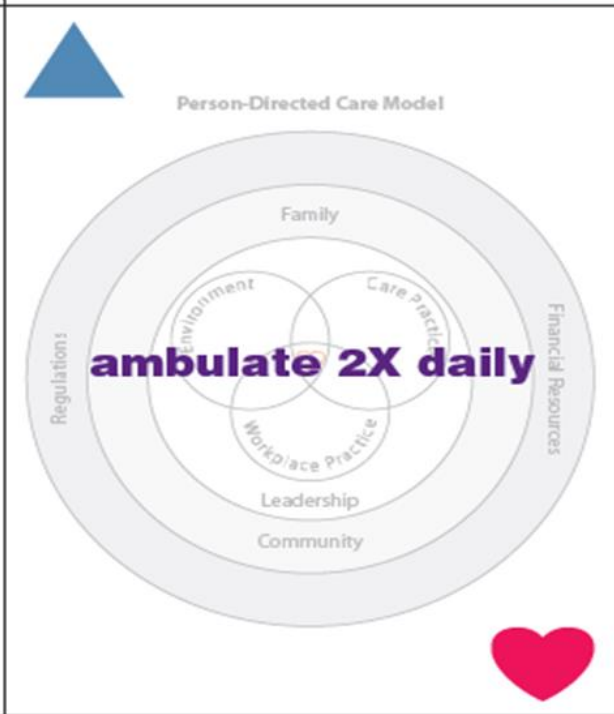 Person-Directed Care Model
Family
Environment
Care Practice
Regulations
ambulate 2X daily
Financial Resources
Workplace Practice
Leadership
Community